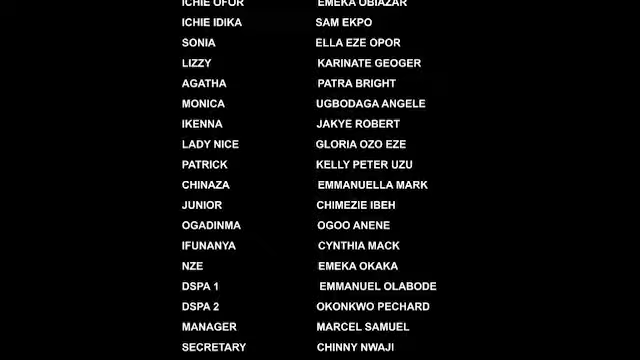 ICHIE OFOR EMEKA OBIAZAR
ICHIE IDIKA SAM EKPO
SONIA ELLA EZE OPOR
LIZZY KARINATE GEOGER
AGATHA PATRA BRIGHT
MONICA UGBODAGA ANGELE
IKENNA JAKYE ROBERT
LADY NICE GLORIA OZO EZE
PATRICK KELLY PETER UZU
CHINAZA EMMANUELLA MARK
JUNIOR CHIMEZIE IBEH
OGADINMA OGOO ANENE
IFUNANYA CYNTHIA MACK
NZE EMEKA OKAKA
DSPA 1 EMMANUEL OLABODE
DSPA 2 OKONKWO PECHARD
MANAGER MARCEL SAMUEL
SECRETARY CHINNY NWAJI